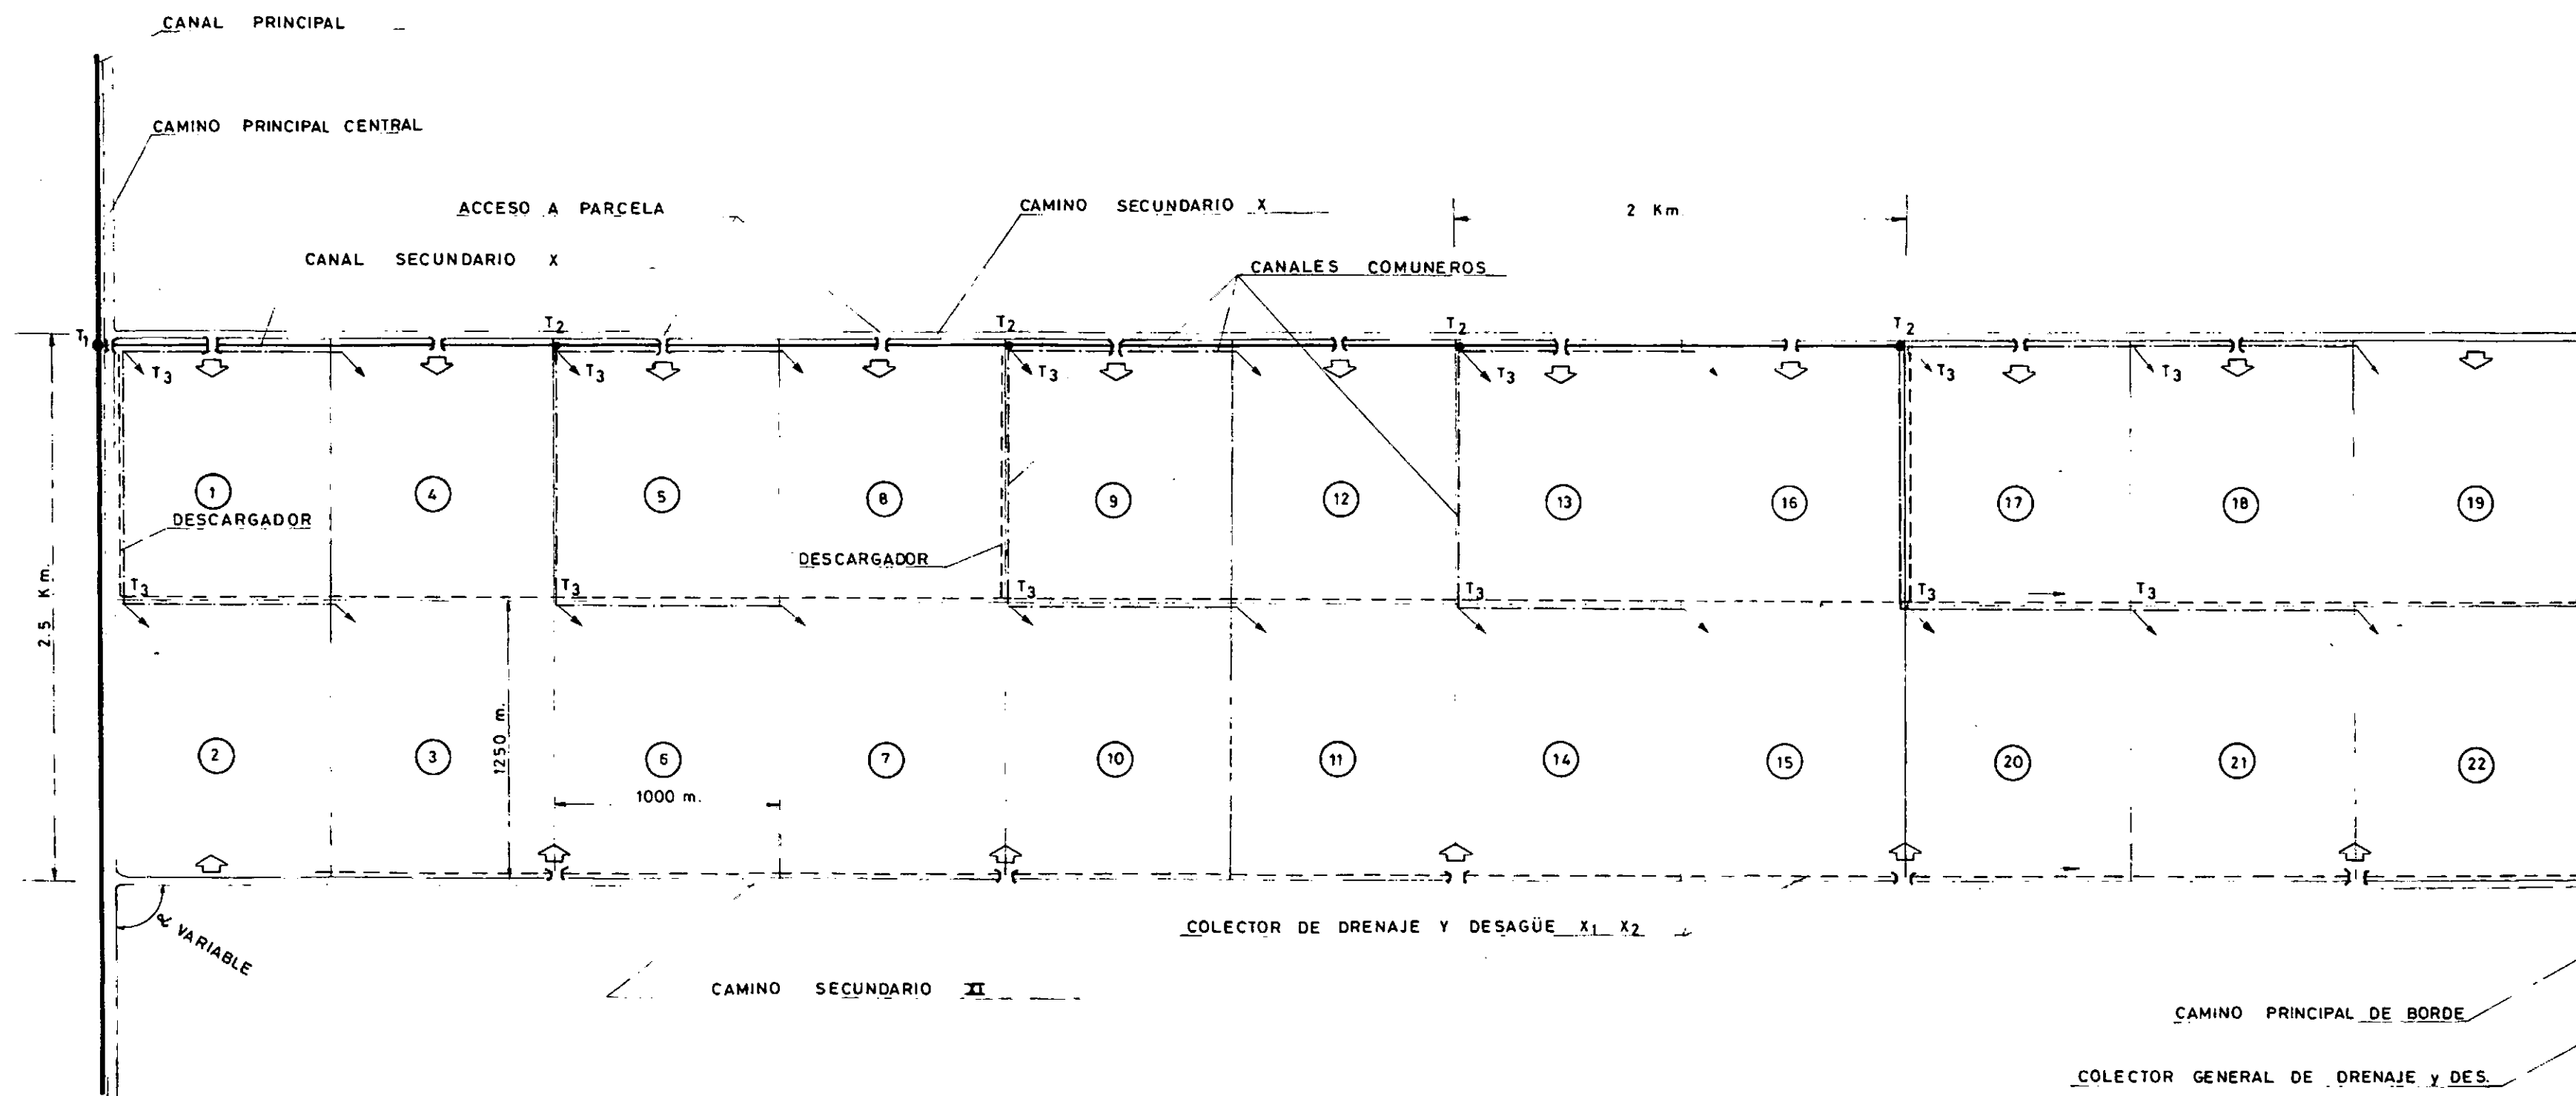 CANAL PRINCIPAL
CAMINO PRINCIPAL CENTRAL
ACCESO A PARCELA
CAMINO SECUNDARIO X
2 Km.
CANAL SECUNDARIO X
CANALES COMUNEROS
T1
T2
T2
T2
T2
T3
T3
T3
T3
T3
T3
1
4
5
8
9
12
13
16
17
18
19
DESCARGADOR
DESCARGADOR
2.5 Km.
T3
T3
T3
T3
T3
T3
1250 m.
2
3
6
7
10
11
14
15
20
21
22
1000 m.
α VARIABLE
COLECTOR DE DRENAJE Y DESAGÜE X1 X2
CAMINO SECUNDARIO XI
CAMINO PRINCIPAL DE BORDE
COLECTOR GENERAL DE DRENAJE y DES.